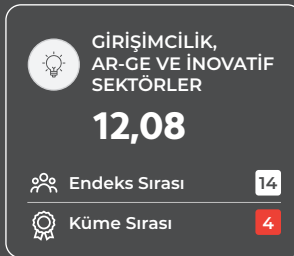 GİRİŞİMCİLİK,
AR-GE VE İNOVATİF
SEKTÖRLER
12,08
Endeks Sırası 14
Küme Sırası 4